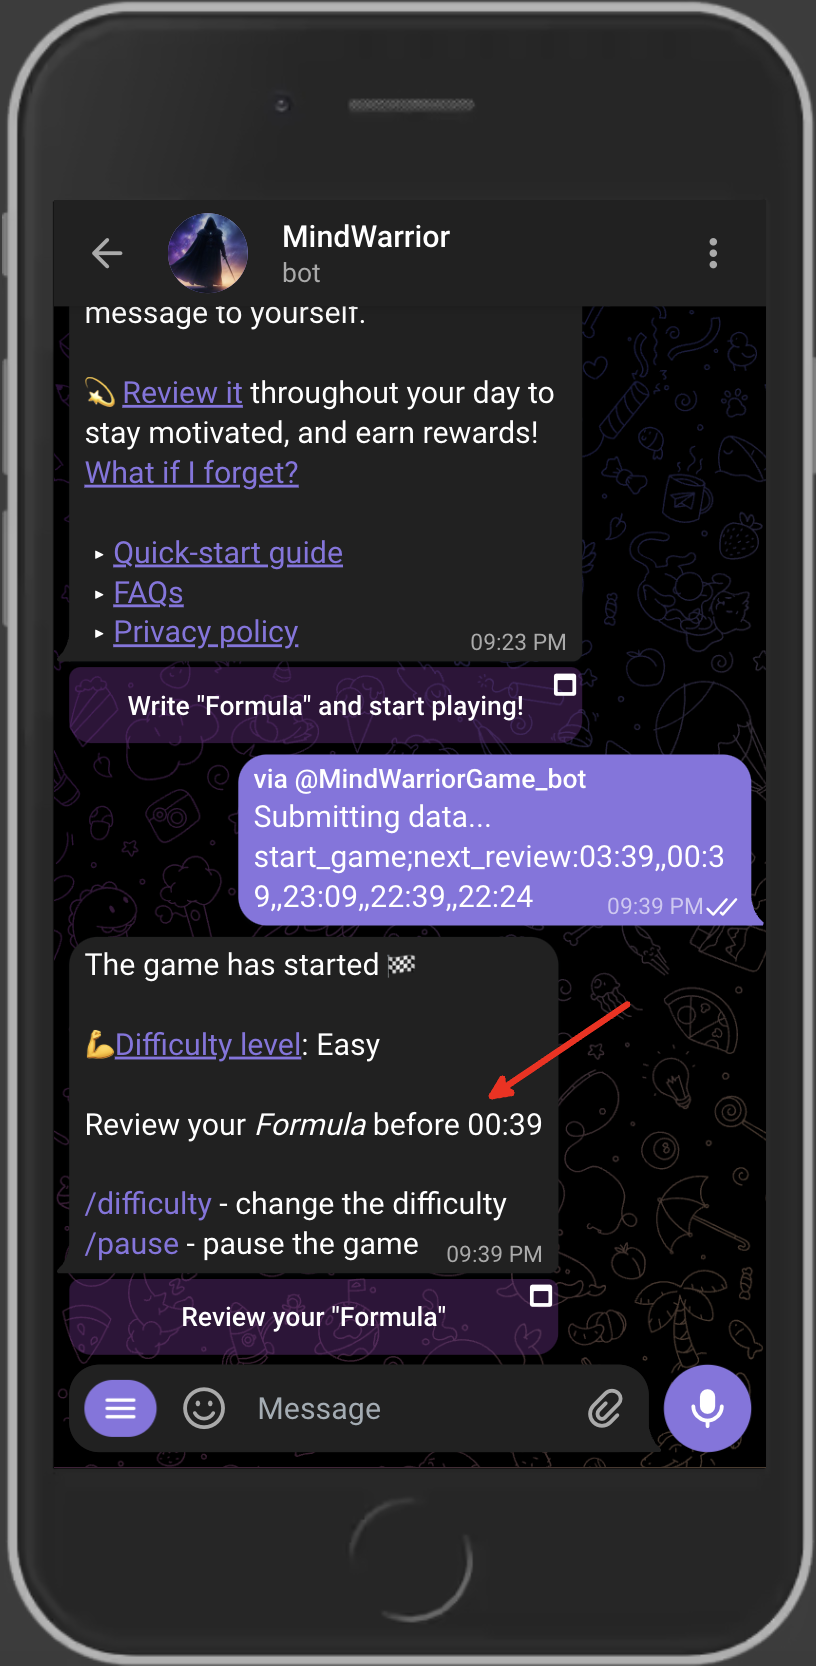 MindWarrior
bot
message to yourself.
💫 Review it throughout your day to
stay motivated, and earn rewards!
What if I forget?
‣ Quick-start guide
‣ FAQs
‣ Privacy policy
09:23 PM
Write "Formula" and start playing!
via @MindWarriorGame_bot
Submitting data...
start_game;next_review:03:39,,00:3
9,,23:09,,22:39,,22:24
09:39 PM
The game has started 🏁
💪Difficulty level: Easy
Review your Formula before 00:39
/difficulty - change the difficulty
/pause - pause the game
09:39 PM
Review your "Formula"
Message